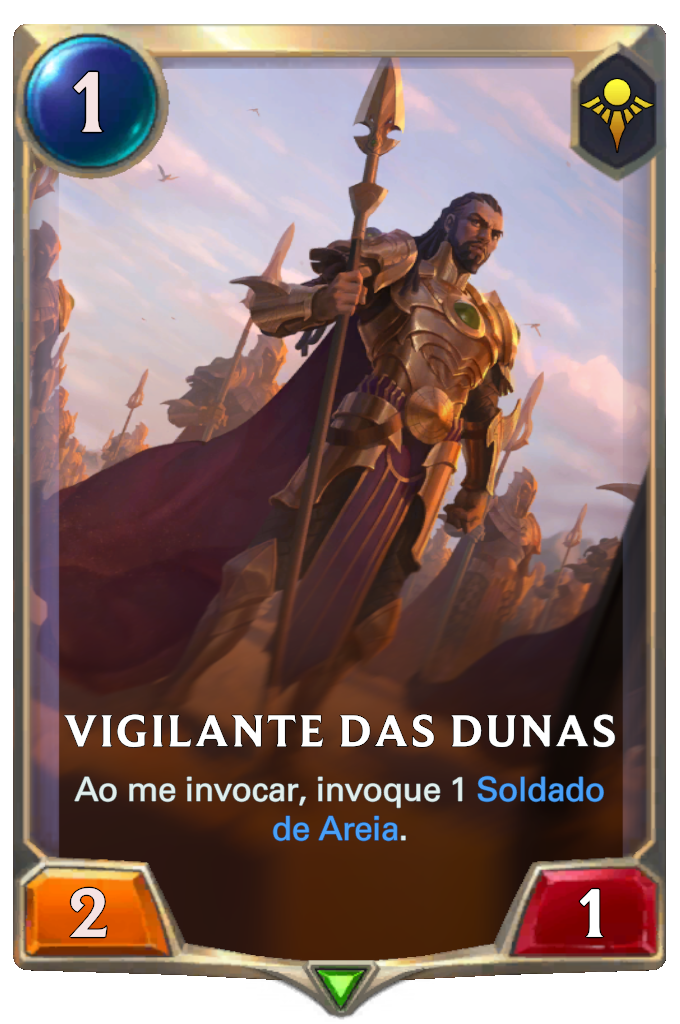 1
VIGILANTE DAS DUNAS
Ao me invocar, invoque 1 Soldado
de Areia.
2
1